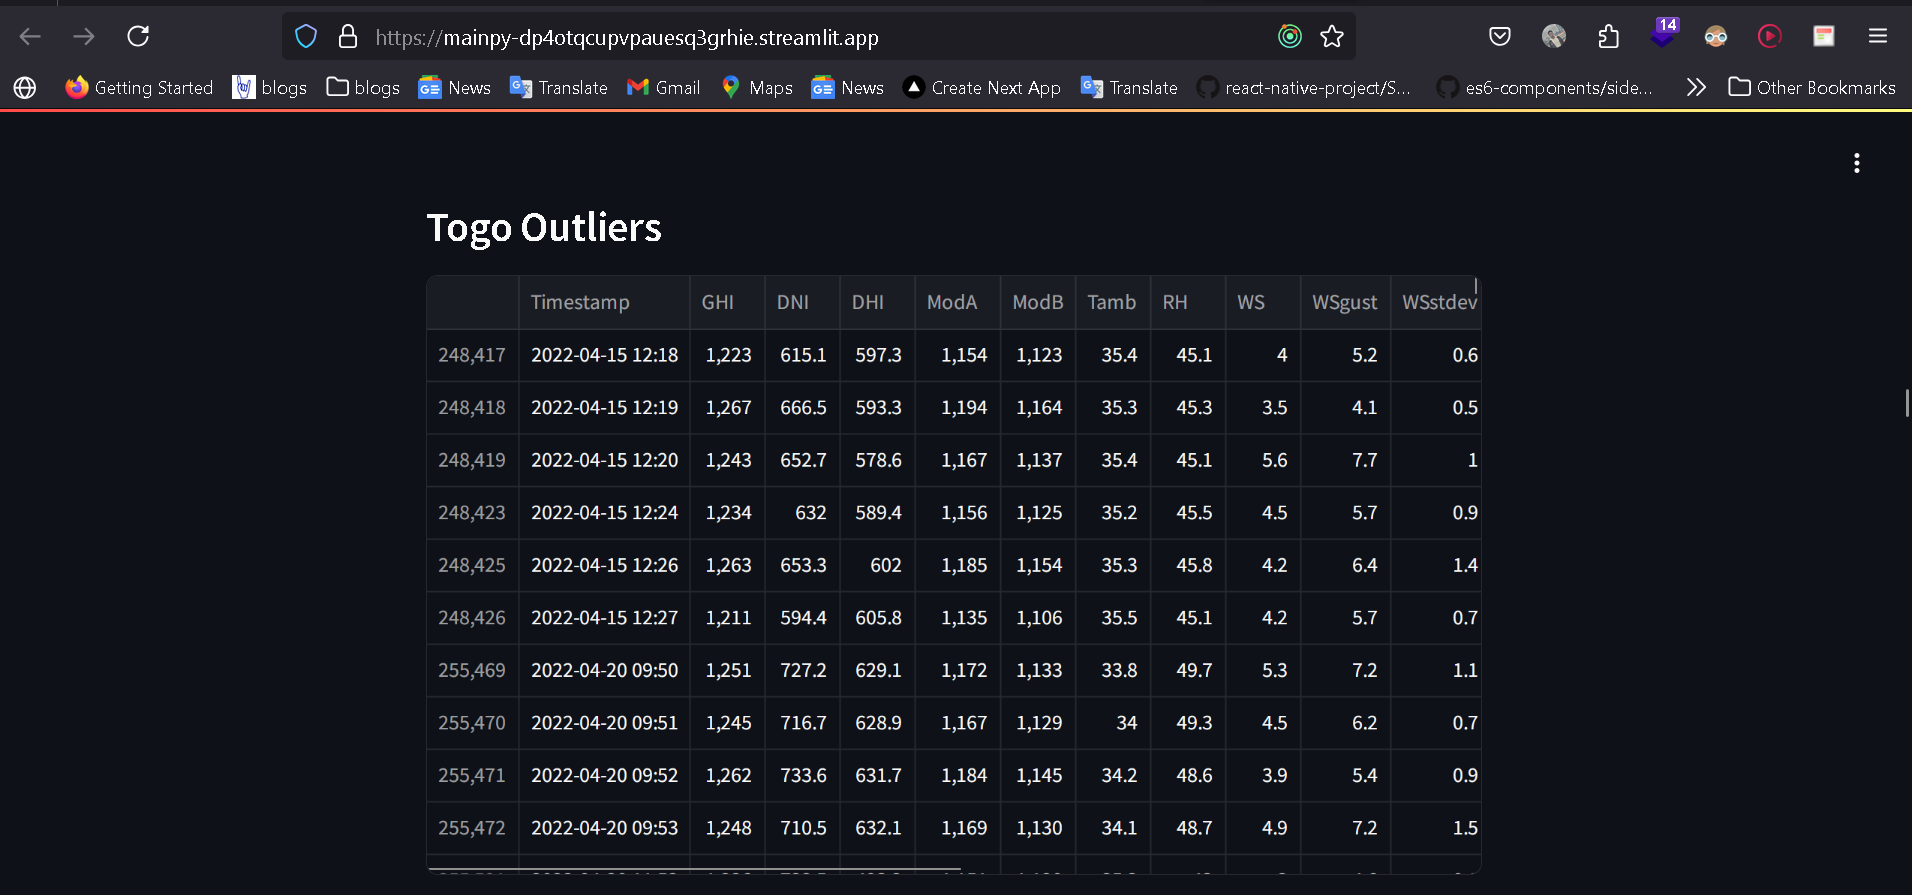 https://mainpy-dp4otqcupvpauesq3grhie.streamlit.app
14
Getting Started blogs blogs News Translate Gmail Maps News Create Next App Translate react-native-project/S... es6-components/side... Other Bookmarks
Togo Outliers
Timestamp GHI DNI DHI ModA ModB Tamb RH WS WSgust WSstdev
248,417 2022-04-15 12:18 1,223 615.1 597.3 1,154 1,123 35.4 45.1 4 5.2 0.6
248,418 2022-04-15 12:19 1,267 666.5 593.3 1,194 1,164 35.3 45.3 3.5 4.1 0.5
248,419 2022-04-15 12:20 1,243 652.7 578.6 1,167 1,137 35.4 45.1 5.6 7.7 1
248,423 2022-04-15 12:24 1,234 632 589.4 1,156 1,125 35.2 45.5 4.5 5.7 0.9
248,425 2022-04-15 12:26 1,263 653.3 602 1,185 1,154 35.3 45.8 4.2 6.4 1.4
248,426 2022-04-15 12:27 1,211 594.4 605.8 1,135 1,106 35.5 45.1 4.2 5.7 0.7
255,469 2022-04-20 09:50 1,251 727.2 629.1 1,172 1,133 33.8 49.7 5.3 7.2 1.1
255,470 2022-04-20 09:51 1,245 716.7 628.9 1,167 1,129 34 49.3 4.5 6.2 0.7
255,471 2022-04-20 09:52 1,262 733.6 631.7 1,184 1,145 34.2 48.6 3.9 5.4 0.9
255,472 2022-04-20 09:53 1,248 710.5 632.1 1,169 1,130 34.1 48.7 4.9 7.2 1.5